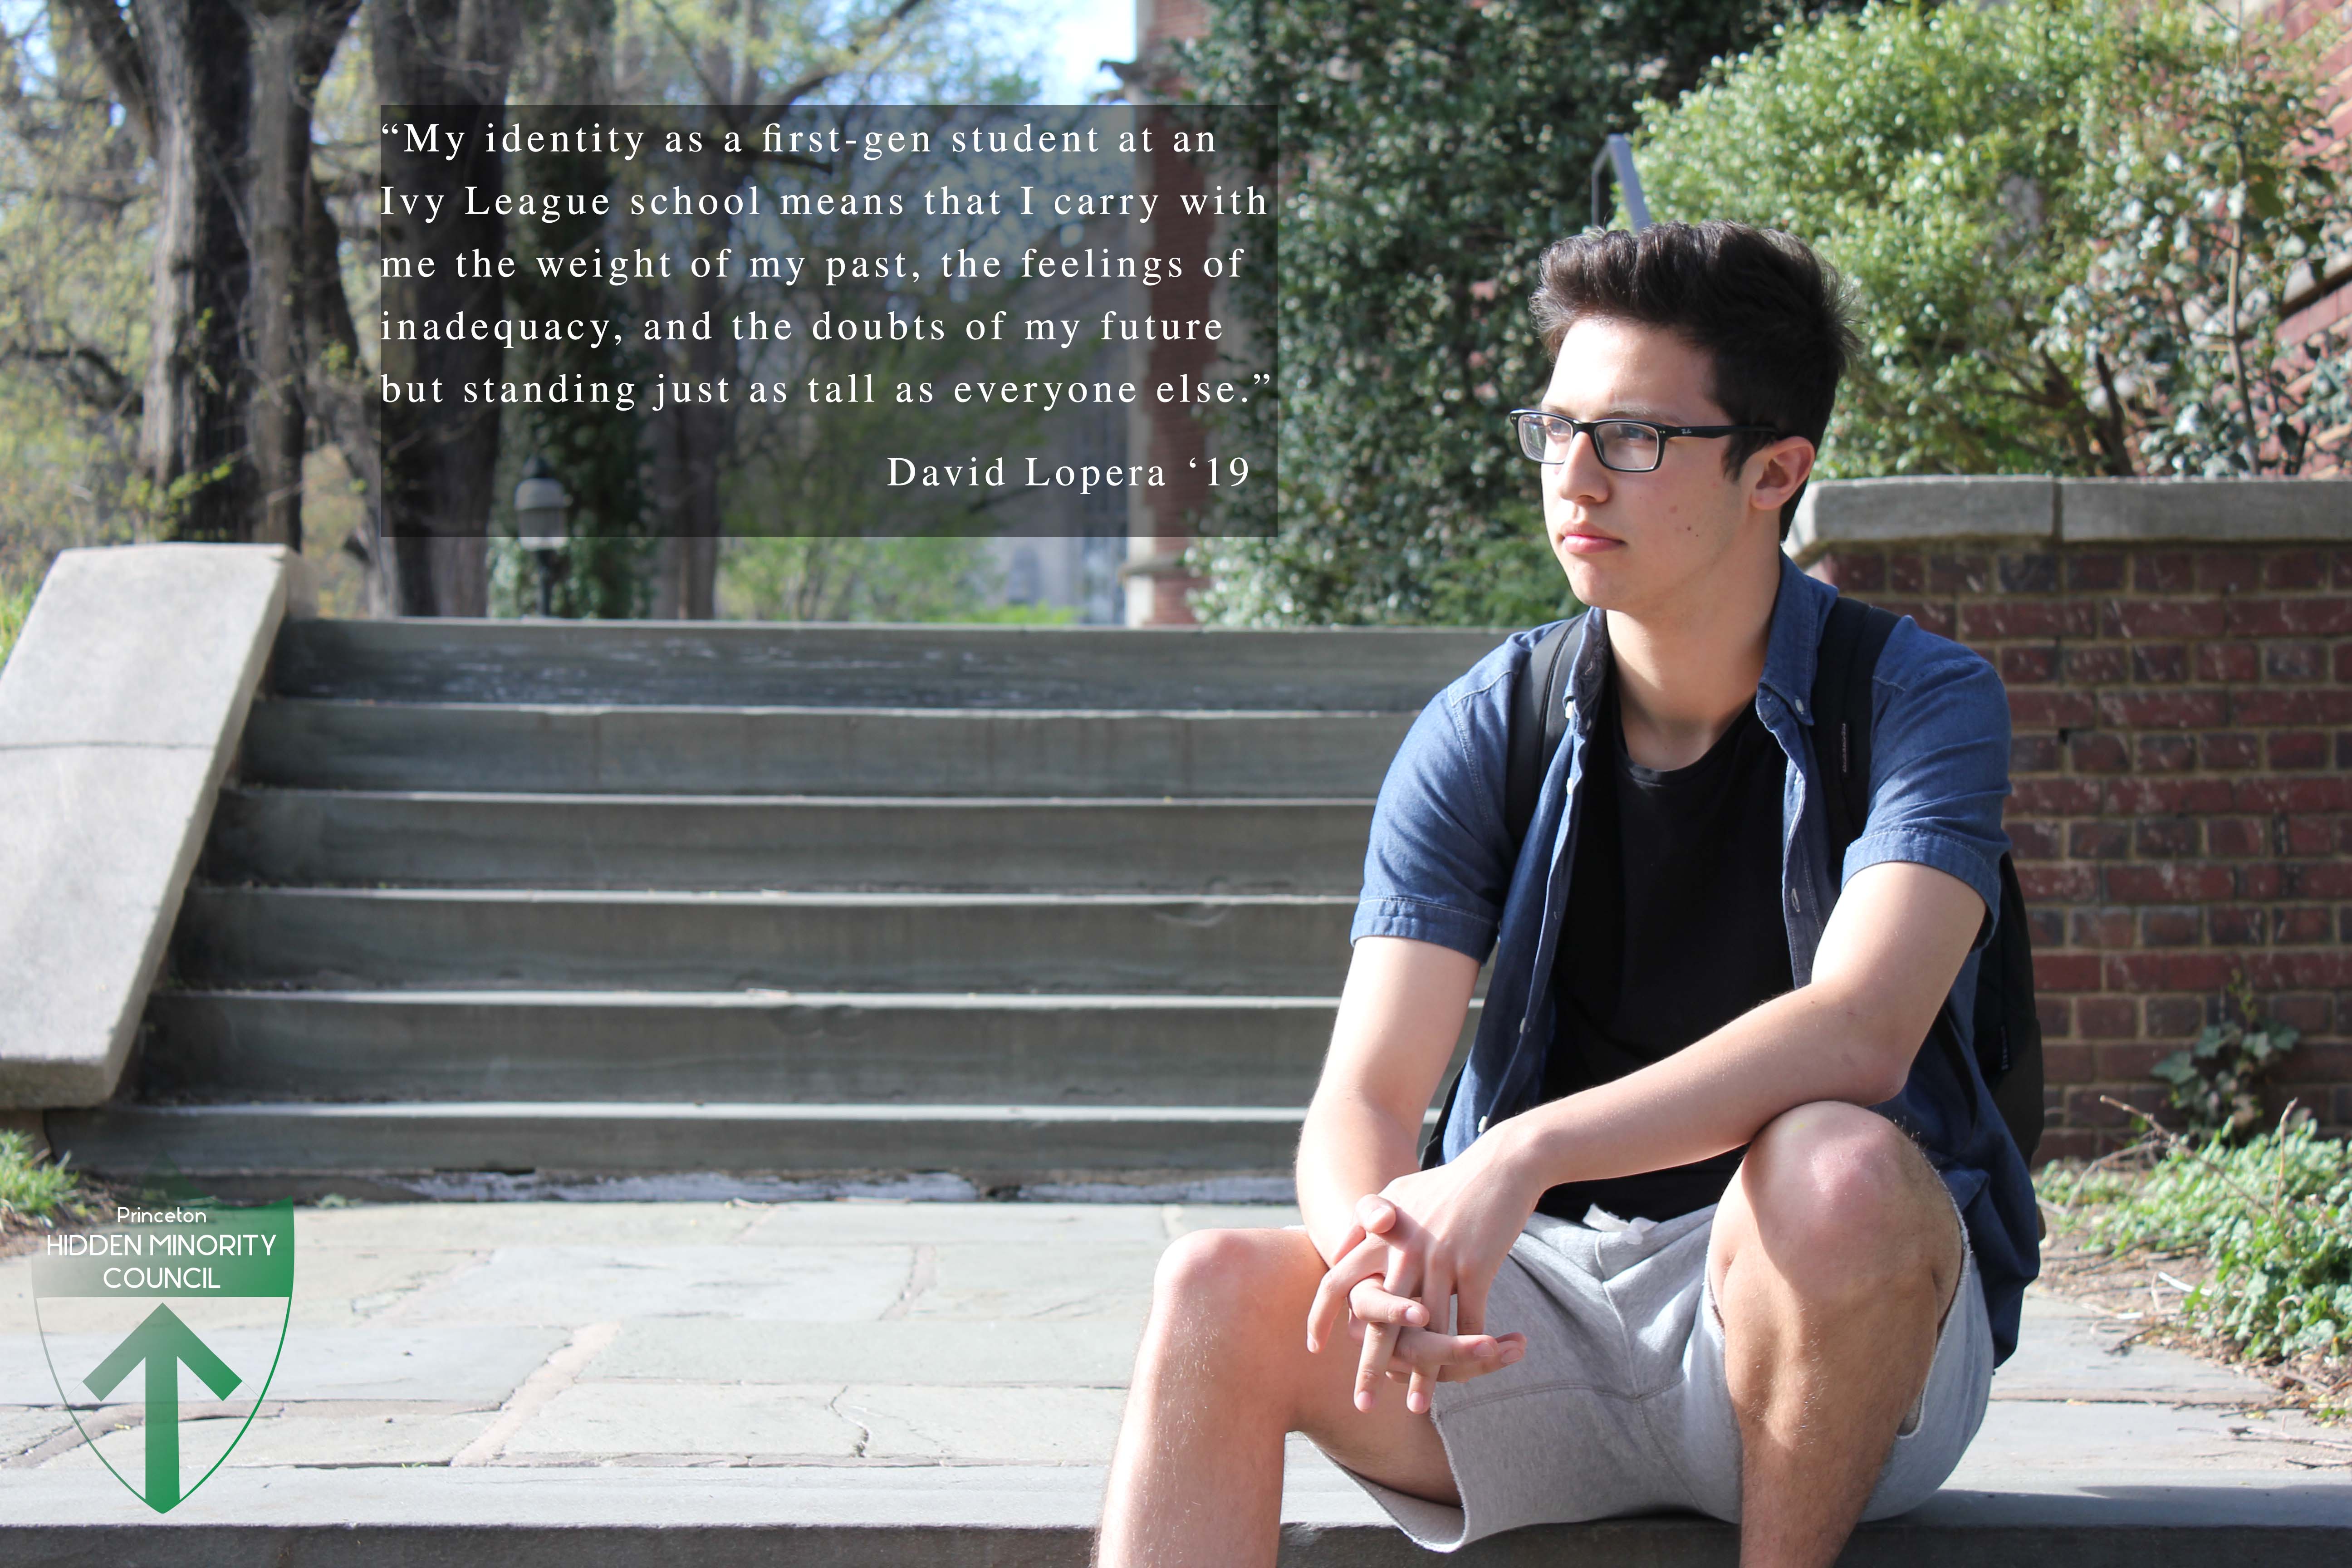 “My identity as a first-gen student at an
Ivy League school means that I carry with
me the weight of my past, the feelings of
inadequacy, and the doubts of my future
but standing just as tall as everyone else.”
David Lopera ‘19
Princeton
HIDDEN MINORITY
COUNCIL